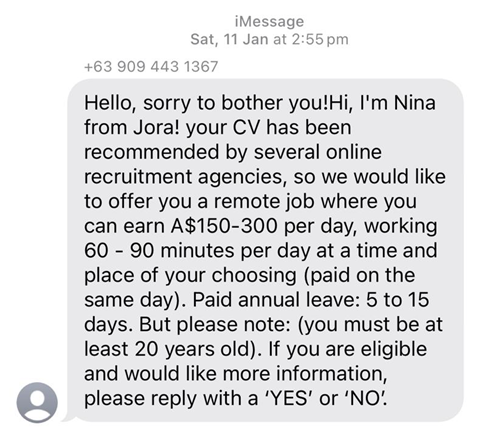 iMessage
Sat, 11 Jan at 2:55 pm
+63 909 443 1367
Hello, sorry to bother you!Hi, I'm Nina
from Jora! your CV has been
recommended by several online
recruitment agencies, so we would like
to offer you a remote job where you
can earn A$150-300 per day, working
60 - 90 minutes per day at a time and
place of your choosing (paid on the
same day). Paid annual leave: 5 to 15
days. But please note: (you must be at
least 20 years old). If you are eligible
and would like more information,
please reply with a ‘YES’ or ‘NO’.